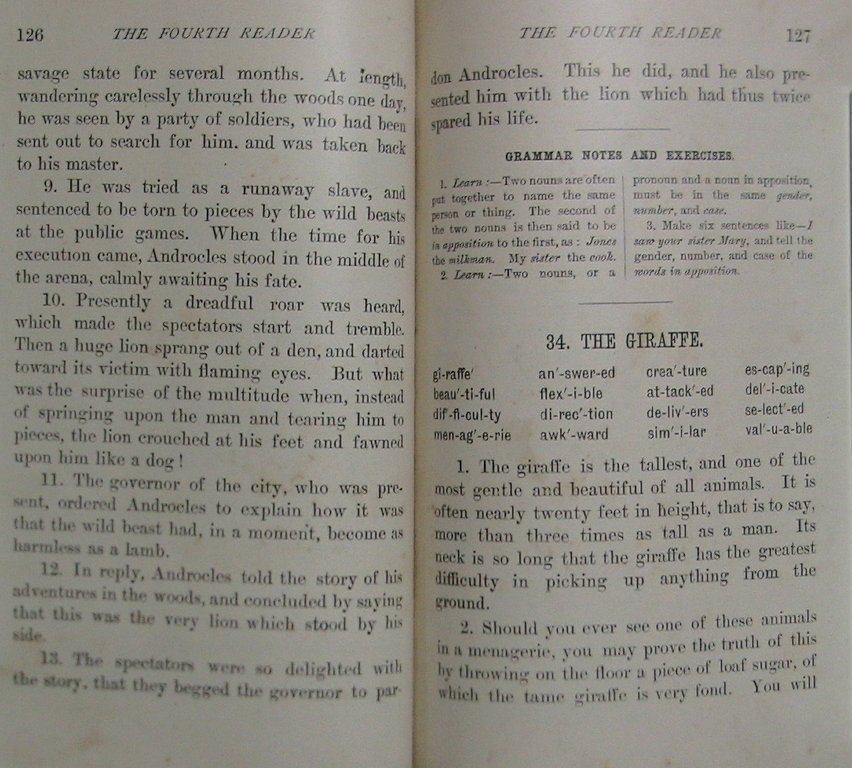 126 THE FOURTH READER
savage state for several months. At length,
wandering carelessly through the woods one day,
he was seen by a party of soldiers, who had been
sent out to search for him. and was taken back
to his master.
9. He was tried as a runaway slave, and
sentenced to be torn to pieces by the wild beasts
at the public games. When the time for his
execution came, Androcles stood in the middle of
the arena, calmly awaiting his fate.
10. Presently a dreadful roar was heard,
which made the spectators start and tremble.
Then a huge lion sprang out of a den, and darted
toward its victim with flaming eyes. But what
was the surprise of the multitude when, instead
of springing upon the man and tearing him to
pieces, the lion crouched at his feet and fawned
upon him like a dog!
11. The governor of the city, who was pre-
sent, ordered Androcles to explain how it was
that the wild beast had, in a moment, become as
harmless as a lamb.
12. In reply, Androcles told the story of his
adventures in the woods, and concluded by saying
that this was the very lion which stood by his
side.
13. The spectators were so delighted with
the story, that they begged the governor to par-
THE FOURTH READER 127
don Androcles. This he did, and he also pre-
sented him with the lion which had thus twice
spared his life.
GRAMMAR NOTES AND EXERCISES.
1. Learn:—Two nouns are often
put together to name the same
person or thing. The second of
the two nouns is then said to be
in apposition to the first, as: Jones
the milkman. My sister the cook.
2. Learn:—Two nouns, or a
pronoun and a noun in apposition,
must be in the same gender,
number, and case.
3. Make six sentences like—I
saw your sister Mary, and tell the
gender, number, and case of the
words in apposition.
34. THE GIRAFFE.
gi-raffe' an'-swer-ed crea'-ture es-cap'-ing
beau'-ti-ful flex'-i-ble at-tack'-ed del'-i-cate
dif'-fi-cul-ty di-rec'-tion de-liv'-ers se-lect'-ed
men-ag'-e-rie awk'-ward sim'-i-lar val'-u-a-ble
1. The giraffe is the tallest, and one of the
most gentle and beautiful of all animals. It is
often nearly twenty feet in height, that is to say,
more than three times as tall as a man. Its
neck is so long that the giraffe has the greatest
difficulty in picking up anything from the
ground.
2. Should you ever see one of these animals
in a menagerie, you may prove the truth of this
by throwing on the floor a piece of loaf sugar, of
which the tame giraffe is very fond. You will